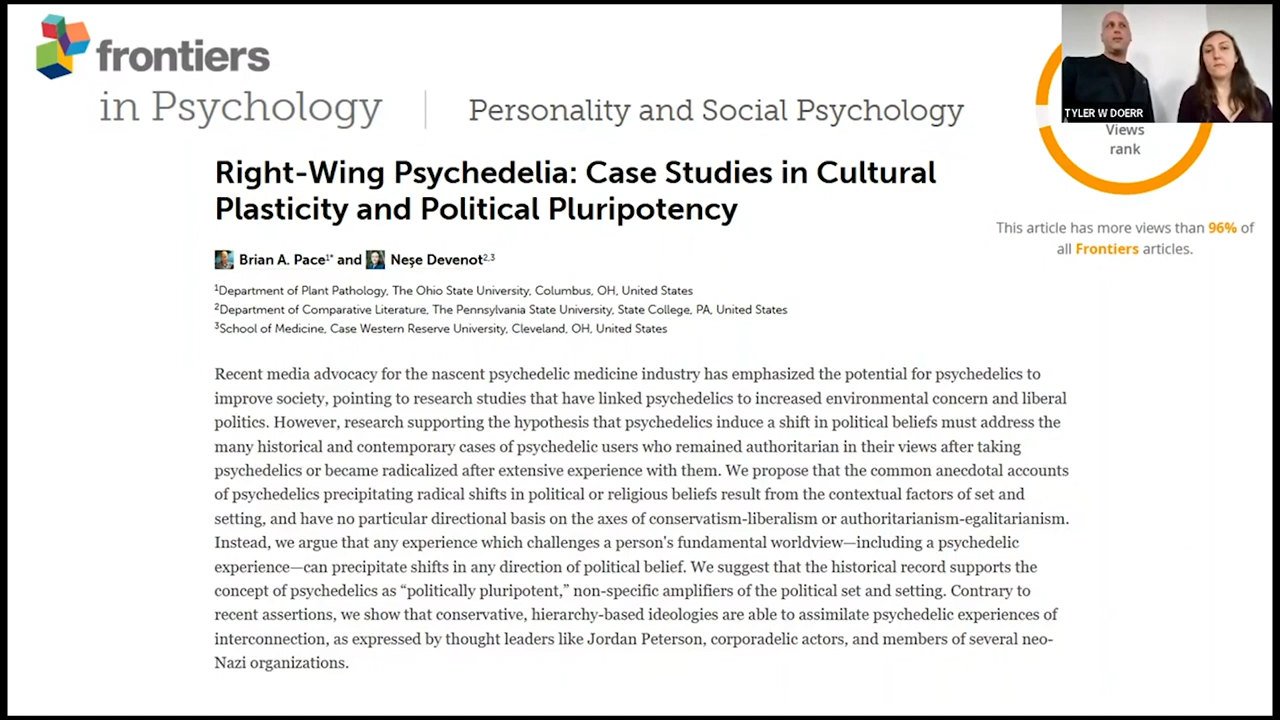 frontiers
in Psychology
Personality and Social Psychology
TYLER W DOERR
Views
rank
Right-Wing Psychedelia: Case Studies in Cultural
Plasticity and Political Pluripotency
This article has more views than 96% of
all Frontiers articles.
Brian A. Pace1* and Neşe Devenot2,3
1Department of Plant Pathology, The Ohio State University, Columbus, OH, United States
2Department of Comparative Literature, The Pennsylvania State University, State College, PA, United States
3School of Medicine, Case Western Reserve University, Cleveland, OH, United States
Recent media advocacy for the nascent psychedelic medicine industry has emphasized the potential for psychedelics to
improve society, pointing to research studies that have linked psychedelics to increased environmental concern and liberal
politics. However, research supporting the hypothesis that psychedelics induce a shift in political beliefs must address the
many historical and contemporary cases of psychedelic users who remained authoritarian in their views after taking
psychedelics or became radicalized after extensive experience with them. We propose that the common anecdotal accounts
of psychedelics precipitating radical shifts in political or religious beliefs result from the contextual factors of set and
setting, and have no particular directional basis on the axes of conservatism-liberalism or authoritarianism-egalitarianism.
Instead, we argue that any experience which challenges a person's fundamental worldview—including a psychedelic
experience—can precipitate shifts in any direction of political belief. We suggest that the historical record supports the
concept of psychedelics as “politically pluripotent,” non-specific amplifiers of the political set and setting. Contrary to
recent assertions, we show that conservative, hierarchy-based ideologies are able to assimilate psychedelic experiences of
interconnection, as expressed by thought leaders like Jordan Peterson, corporadelic actors, and members of several neo-
Nazi organizations.